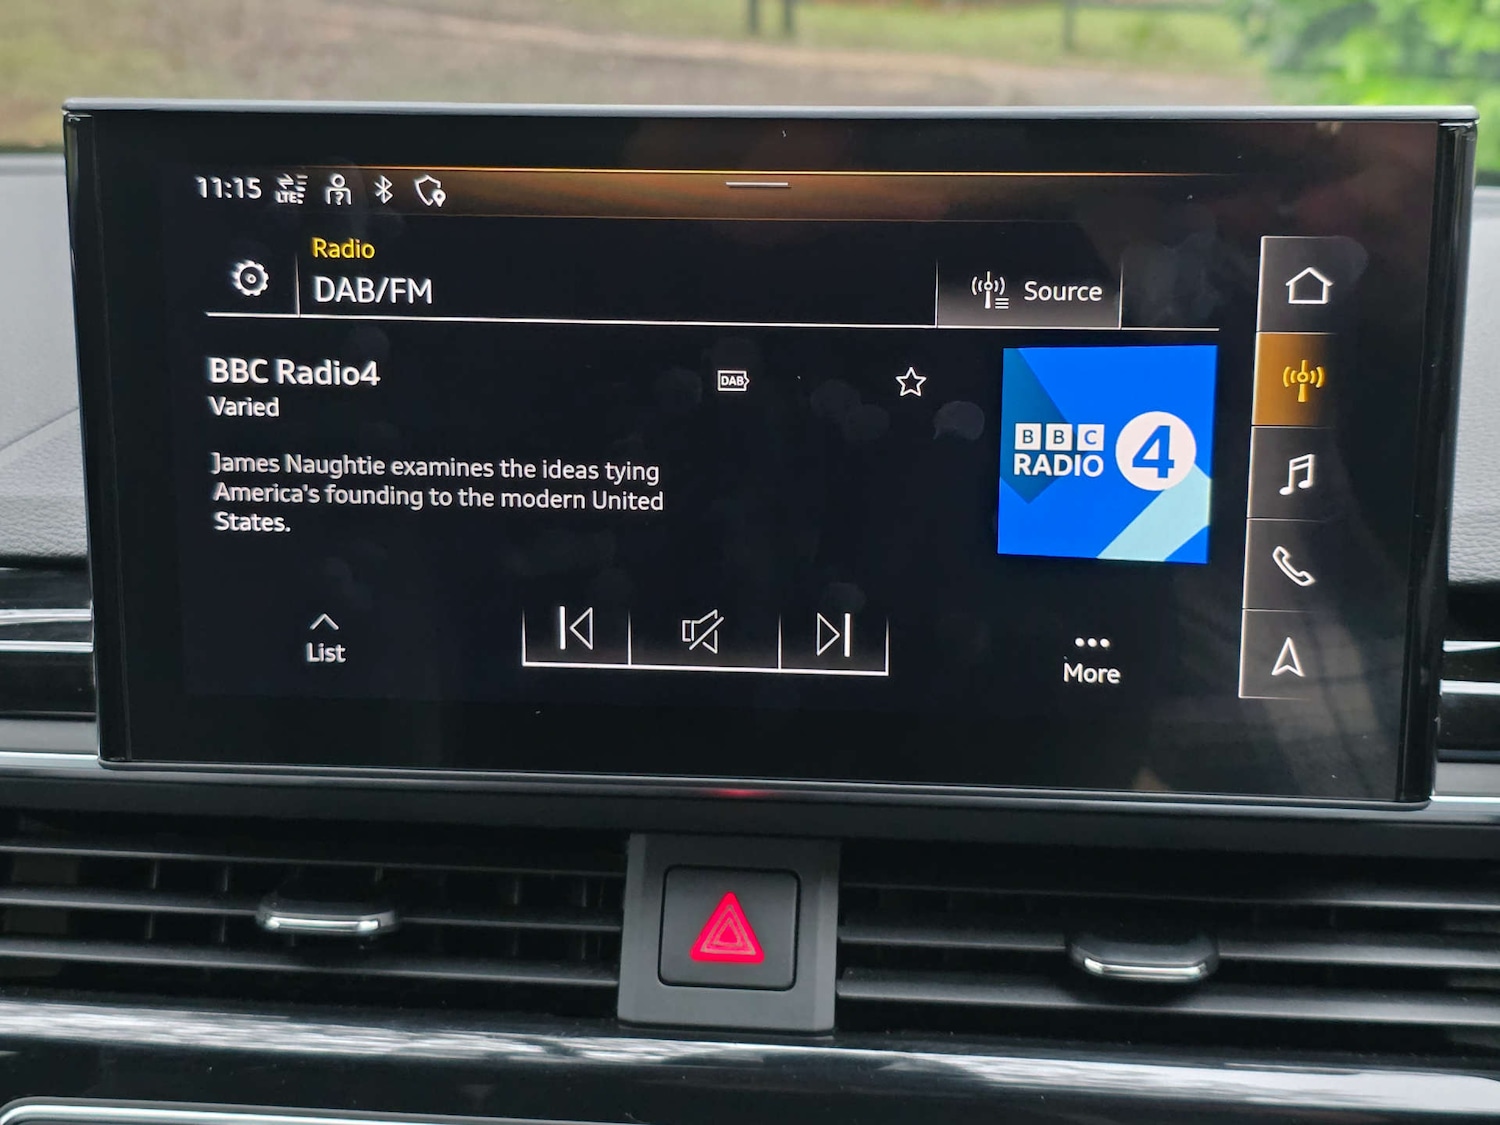 11:15 LTE
Radio
DAB/FM
Source
BBC Radio4
DAB
Varied
James Naughtie examines the ideas tying
America's founding to the modern United
States.
BBC
RADIO 4
List
More